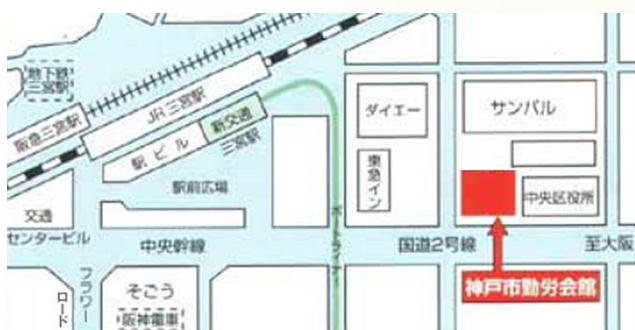 地下鉄
三宮駅
阪急三宮駅
JR三宮駅
駅ビル
新交通
三宮駅
駅前広場
交通
センタービル
中央幹線
フラワー
ロード
そごう
阪神電車
ポートライナー
ダイエー
東急イン
サンパル
中央区役所
国道2号線
至大阪
神戸市勤労会館